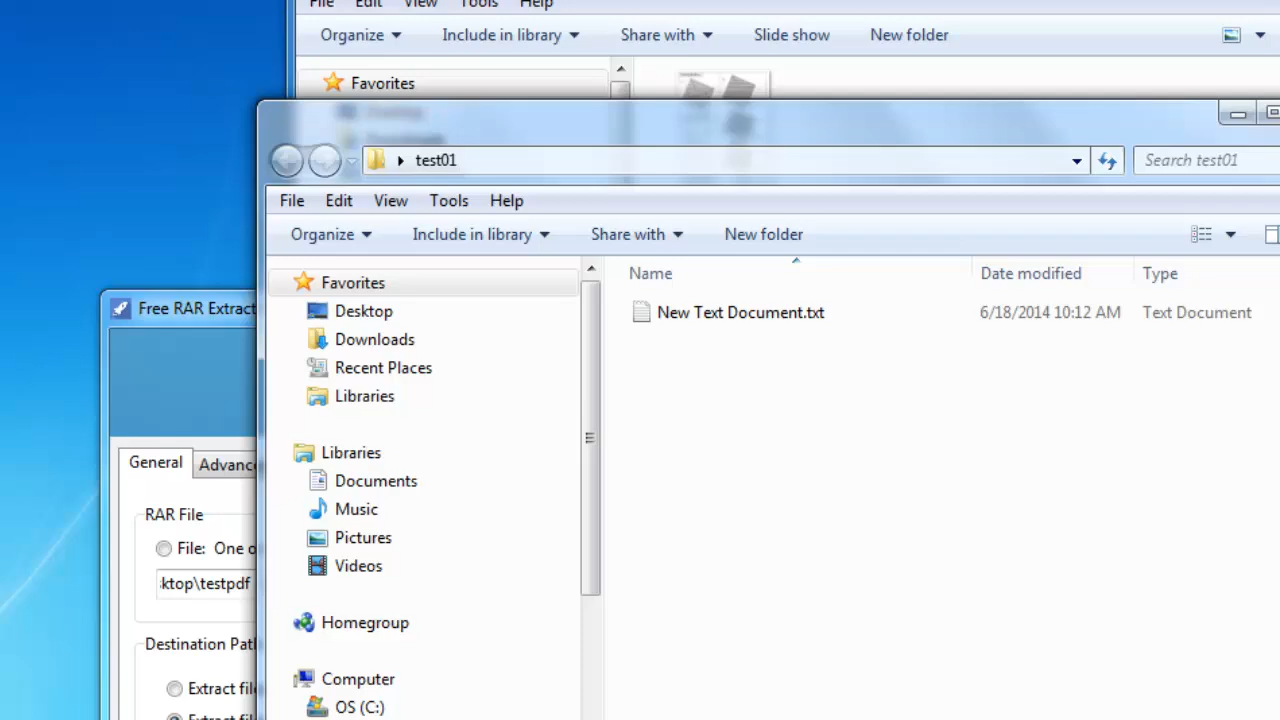 File Edit View Tools Help
Organize Include in library Share with Slide show New folder
Favorites
test01
Search test01
File Edit View Tools Help
Organize Include in library Share with New folder
Favorites
Desktop
Downloads
Recent Places
Libraries
Libraries
Documents
Music
Pictures
Videos
Homegroup
Computer
OS (C:)
Name Date modified Type
New Text Document.txt 6/18/2014 10:12 AM Text Document
Free RAR Extract
General Advanc
RAR File
File: One o
ktop\testpdf
Destination Path
Extract file
Extract file